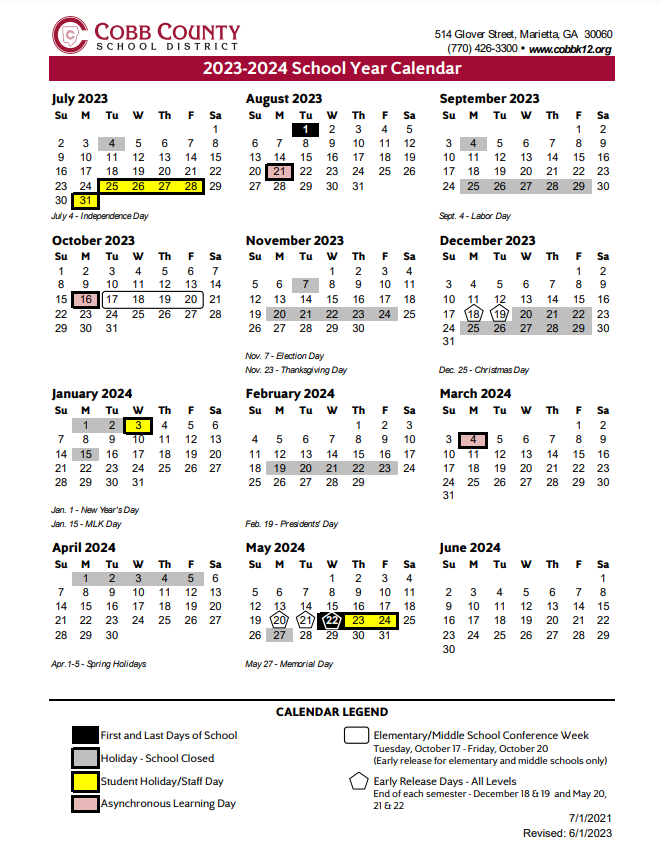 COBB COUNTY
SCHOOL DISTRICT
514 Glover Street, Marietta, GA 30060
(770) 426-3300 • www.cobbk12.org
2023-2024 School Year Calendar
July 2023
Su M Tu W Th F Sa
1
2 3 4 5 6 7 8
9 10 11 12 13 14 15
16 17 18 19 20 21 22
23 24 25 26 27 28 29
30 31
July 4 - Independence Day
August 2023
Su M Tu W Th F Sa
1 2 3 4 5
6 7 8 9 10 11 12
13 14 15 16 17 18 19
20 21 22 23 24 25 26
27 28 29 30 31
September 2023
Su M Tu W Th F Sa
1 2
3 4 5 6 7 8 9
10 11 12 13 14 15 16
17 18 19 20 21 22 23
24 25 26 27 28 29 30
Sept. 4 - Labor Day
October 2023
Su M Tu W Th F Sa
1 2 3 4 5 6 7
8 9 10 11 12 13 14
15 16 17 18 19 20 21
22 23 24 25 26 27 28
29 30 31
November 2023
Su M Tu W Th F Sa
1 2 3 4
5 6 7 8 9 10 11
12 13 14 15 16 17 18
19 20 21 22 23 24 25
26 27 28 29 30
Nov. 7 - Election Day
Nov. 23 - Thanksgiving Day
December 2023
Su M Tu W Th F Sa
1 2
3 4 5 6 7 8 9
10 11 12 13 14 15 16
17 18 19 20 21 22 23
24 25 26 27 28 29 30
31
Dec. 25 - Christmas Day
January 2024
Su M Tu W Th F Sa
1 2 3 4 5 6
7 8 9 10 11 12 13
14 15 16 17 18 19 20
21 22 23 24 25 26 27
28 29 30 31
Jan. 1 - New Year's Day
Jan. 15 - MLK Day
February 2024
Su M Tu W Th F Sa
1 2 3
4 5 6 7 8 9 10
11 12 13 14 15 16 17
18 19 20 21 22 23 24
25 26 27 28 29
Feb. 19 - Presidents' Day
March 2024
Su M Tu W Th F Sa
1 2
3 4 5 6 7 8 9
10 11 12 13 14 15 16
17 18 19 20 21 22 23
24 25 26 27 28 29 30
31
April 2024
Su M Tu W Th F Sa
1 2 3 4 5 6
7 8 9 10 11 12 13
14 15 16 17 18 19 20
21 22 23 24 25 26 27
28 29 30
Apr.1-5 - Spring Holidays
May 2024
Su M Tu W Th F Sa
1 2 3 4
5 6 7 8 9 10 11
12 13 14 15 16 17 18
19 20 21 22 23 24 25
26 27 28 29 30 31
May 27 - Memorial Day
June 2024
Su M Tu W Th F Sa
1
2 3 4 5 6 7 8
9 10 11 12 13 14 15
16 17 18 19 20 21 22
23 24 25 26 27 28 29
30
CALENDAR LEGEND
First and Last Days of School
Holiday - School Closed
Student Holiday/Staff Day
Asynchronous Learning Day
Elementary/Middle School Conference Week
Tuesday, October 17 - Friday, October 20
(Early release for elementary and middle schools only)
Early Release Days - All Levels
End of each semester - December 18 & 19 and May 20,
21 & 22
7/1/2021
Revised: 6/1/2023